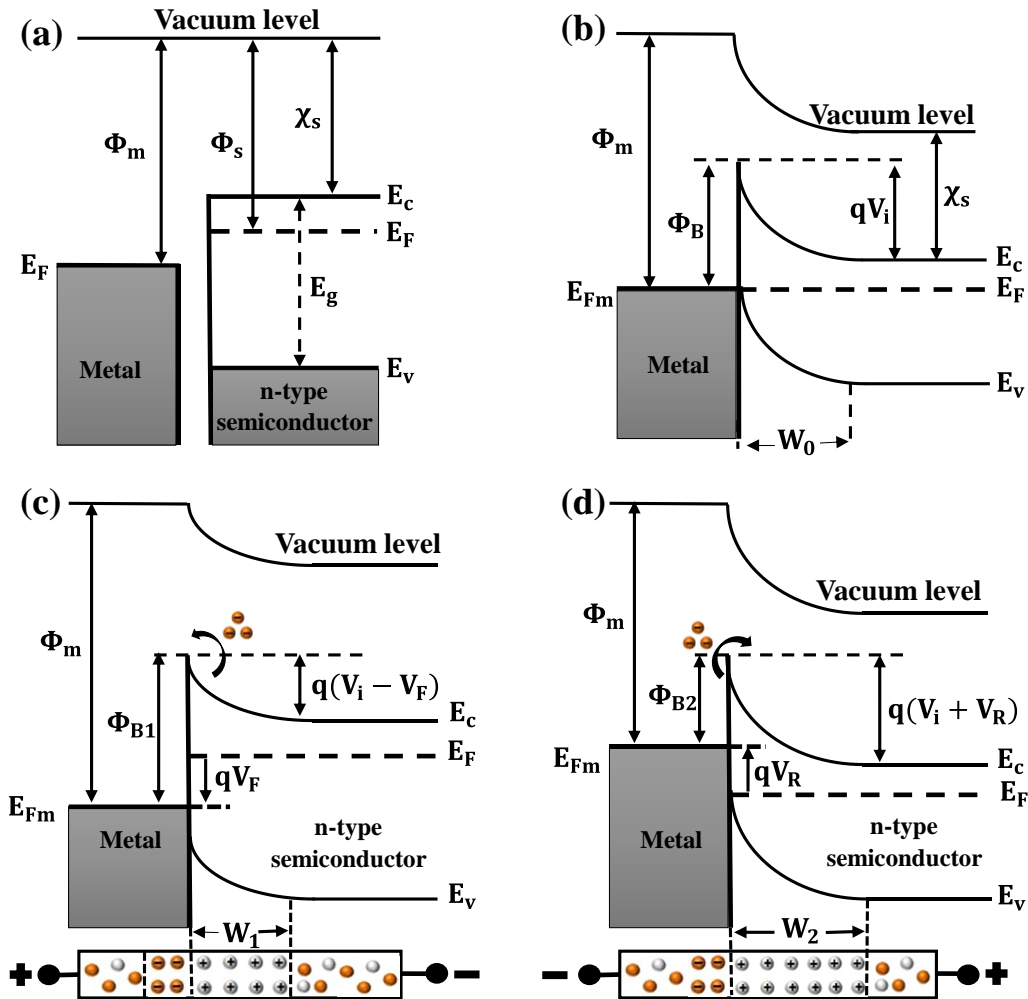 (a)
Vacuum level
Φm
Φs
χs
Ec
EF
EF
Eg
Metal
Ev
n-type
semiconductor
(b)
Φm
Vacuum level
ΦB
qVi
χs
Ec
EFm
EF
Metal
Ev
W0
(c)
Vacuum level
Φm
ΦB1
q(Vi − VF)
Ec
EF
qVF
EFm
Metal
n-type
semiconductor
Ev
W1
+ − − + + + + −
− − + + + +
(d)
Vacuum level
Φm
ΦB2
q(Vi + VR)
EFm
qVR
Ec
EF
Metal
n-type
semiconductor
Ev
W2
− − − + + + + + +
− − + + + + +